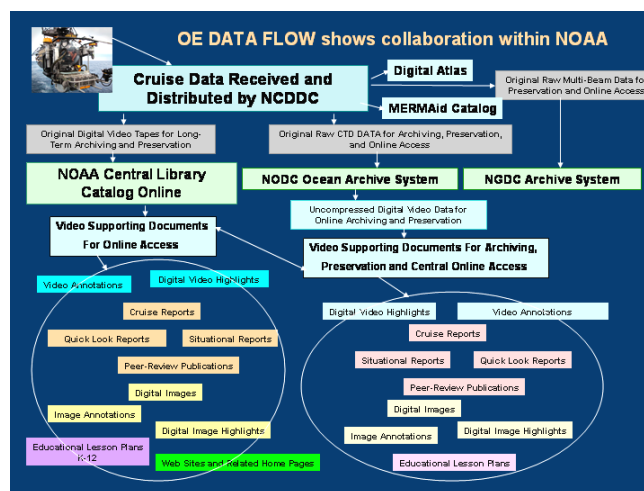 OE DATA FLOW shows collaboration within NOAA
Cruise Data Received and
Distributed by NCDDC
Digital Atlas
MERMAid Catalog
Original Raw Multi-Beam Data for
Preservation and Online Access
Original Digital Video Tapes for Long-
Term Archiving and Preservation
Original Raw CTD DATA for Archiving, Preservation,
and Online Access
NOAA Central Library
Catalog Online
NODC Ocean Archive System
NGDC Archive System
Uncompressed Digital Video Data for
Online Archiving and Preservation
Video Supporting Documents
For Online Access
Video Supporting Documents For Archiving,
Preservation and Central Online Access
Video Annotations
Digital Video Highlights
Cruise Reports
Quick Look Reports
Situational Reports
Peer-Review Publications
Digital Images
Image Annotations
Digital Image Highlights
Educational Lesson Plans
K-12
Web Sites and Related Home Pages
Digital Video Highlights
Video Annotations
Cruise Reports
Situational Reports
Quick Look Reports
Peer-Review Publications
Digital Images
Image Annotations
Digital Image Highlights
Educational Lesson Plans